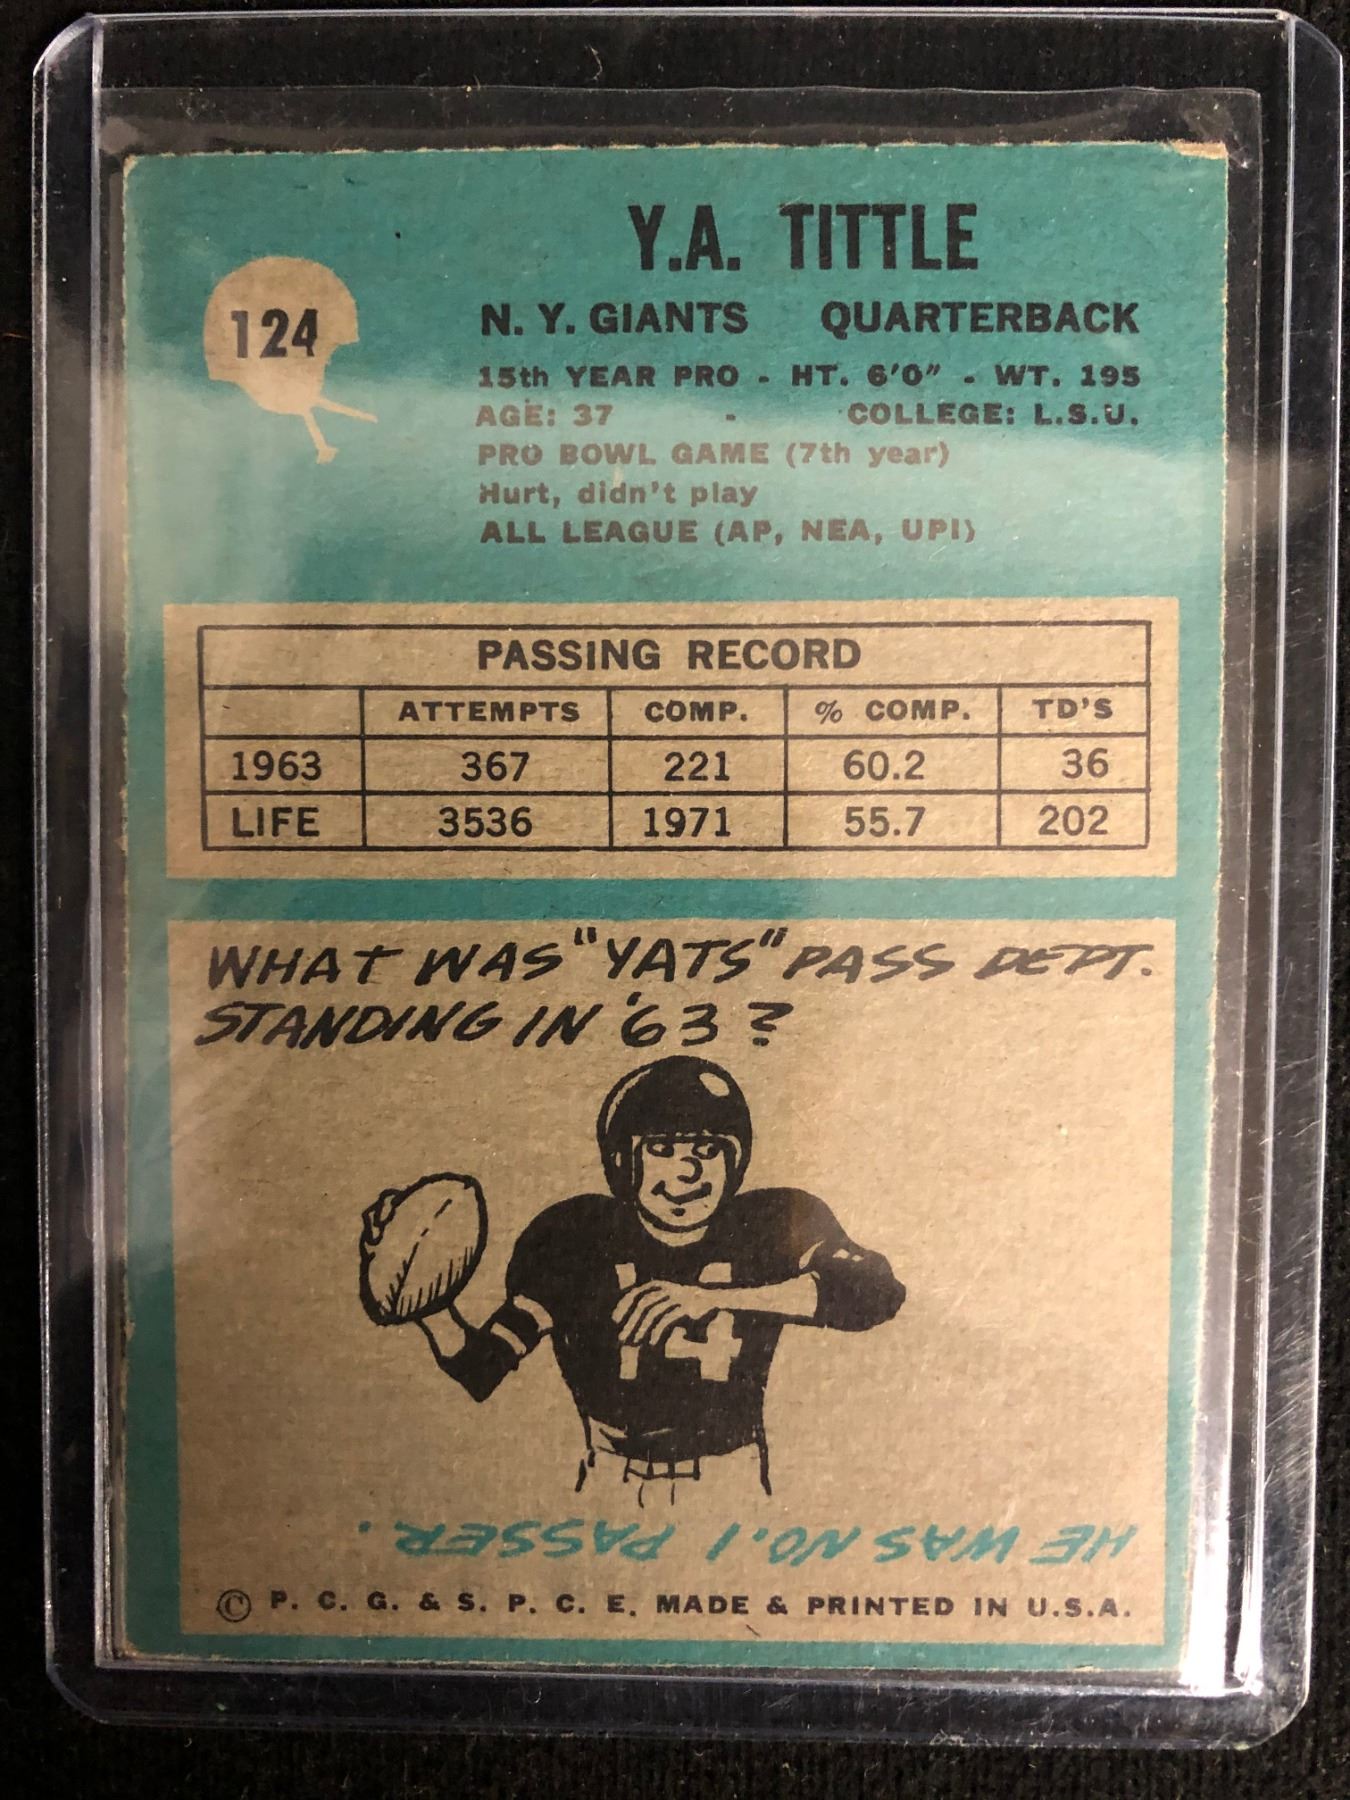 Y.A. TITTLE
124
N. Y. GIANTS QUARTERBACK
15th YEAR PRO - HT. 6'0" - WT. 195
AGE: 37 - COLLEGE: L.S.U.
PRO BOWL GAME (7th year)
Hurt, didn't play
ALL LEAGUE (AP, NEA, UPI)
PASSING RECORD
ATTEMPTS COMP. % COMP. TD'S
1963 367 221 60.2 36
LIFE 3536 1971 55.7 202
WHAT WAS "YATS" PASS DEPT.
STANDING IN '63?
14
HE WAS NO. 1 PASSER.
© P. C. G. & S. P. C. E. MADE & PRINTED IN U.S.A.